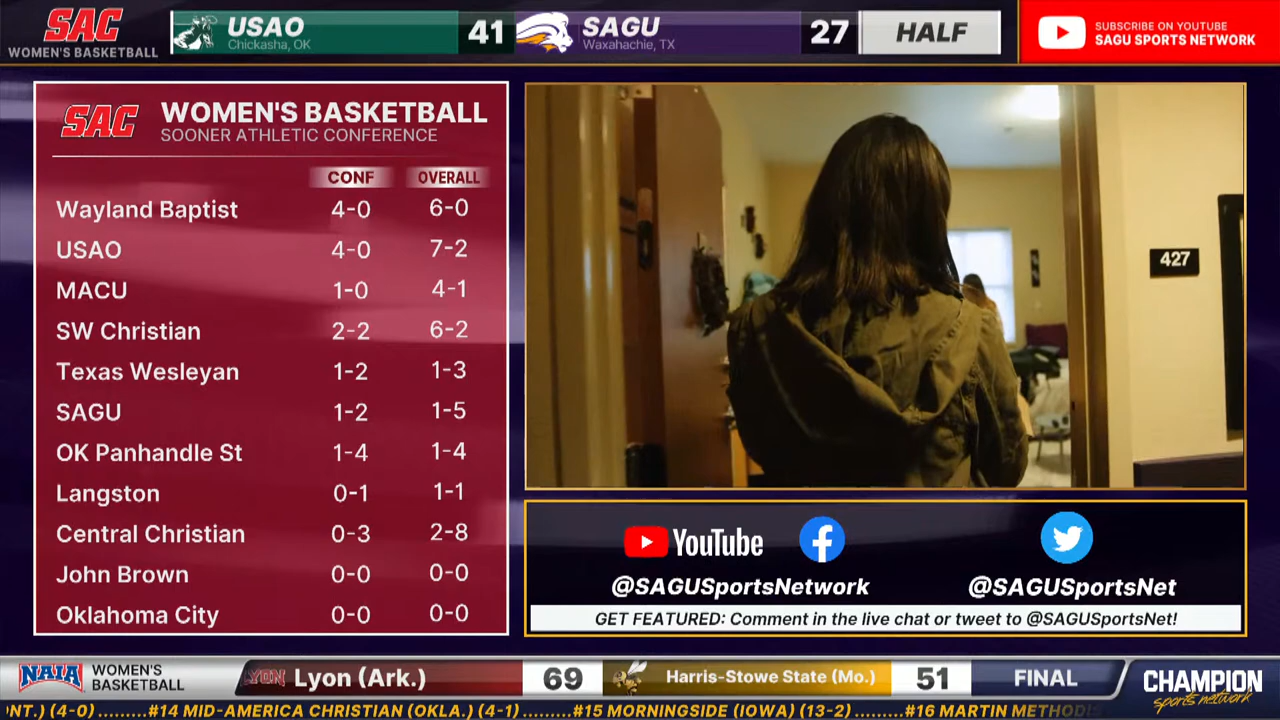 SAC
WOMEN'S BASKETBALL
USAO
Chickasha, OK
41
SAGU
Waxahachie, TX
27
HALF
SUBSCRIBE ON YOUTUBE
SAGU SPORTS NETWORK
SAC
WOMEN'S BASKETBALL
SOONER ATHLETIC CONFERENCE
CONF OVERALL
Wayland Baptist 4-0 6-0
USAO 4-0 7-2
MACU 1-0 4-1
SW Christian 2-2 6-2
Texas Wesleyan 1-2 1-3
SAGU 1-2 1-5
OK Panhandle St 1-4 1-4
Langston 0-1 1-1
Central Christian 0-3 2-8
John Brown 0-0 0-0
Oklahoma City 0-0 0-0
427
YouTube
@SAGUSportsNetwork
@SAGUSportsNet
GET FEATURED: Comment in the live chat or tweet to @SAGUSportsNet!
NAIA
WOMEN'S
BASKETBALL
LYON
Lyon (Ark.)
69
Harris-Stowe State (Mo.)
51
FINAL
CHAMPION
sports network
NT.) (4-0) .........#14 MID-AMERICA CHRISTIAN (OKLA.) (4-1) .........#15 MORNINGSIDE (IOWA) (13-2) .........#16 MARTIN METHODIS